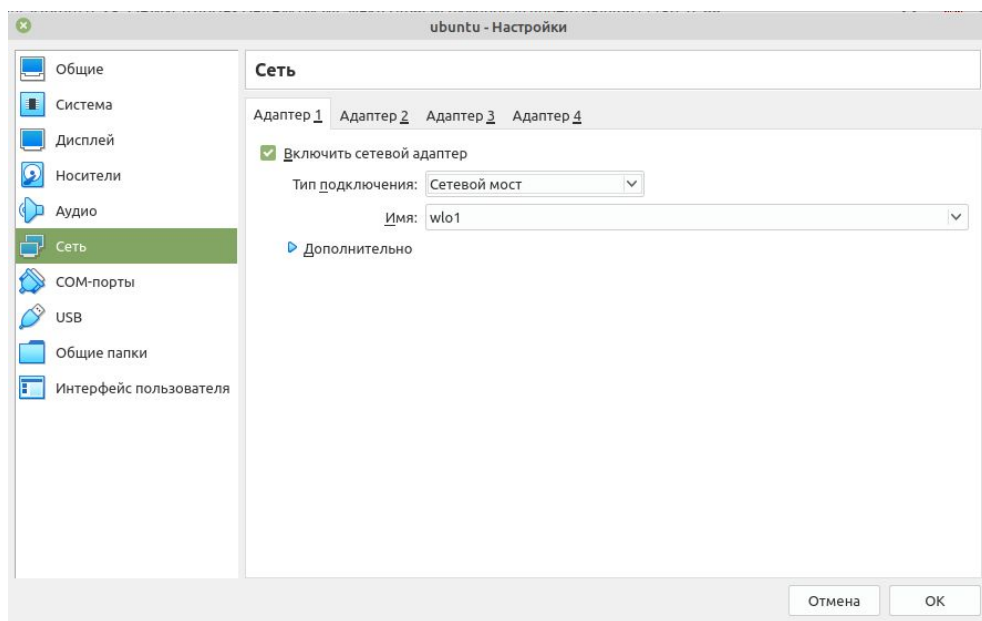 ubuntu - Настройки
Общие
Система
Дисплей
Носители
Аудио
Сеть
COM-порты
USB
Общие папки
Интерфейс пользователя
Сеть
Адаптер 1 Адаптер 2 Адаптер 3 Адаптер 4
Включить сетевой адаптер
Тип подключения: Сетевой мост
Имя: wlo1
Дополнительно
Отмена OK